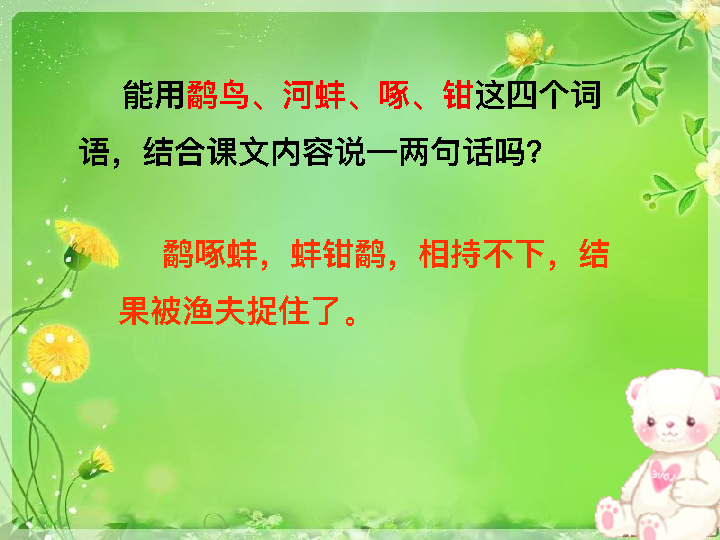 能用鹬鸟、河蚌、啄、钳这四个词
语，结合课文内容说一两句话吗？
鹬啄蚌，蚌钳鹬，相持不下，结
果被渔夫捉住了。